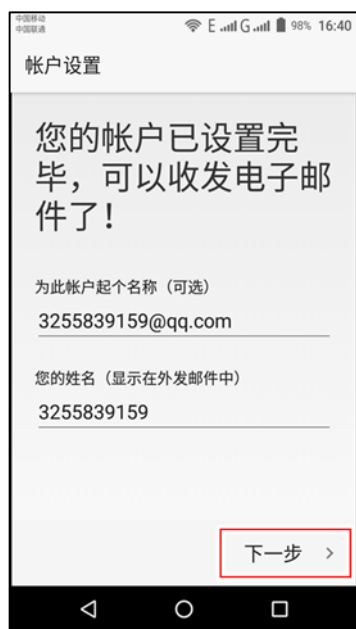 中国移动
中国联通
E G 98% 16:40
帐户设置
您的帐户已设置完
毕，可以收发电子邮
件了！
为此帐户起个名称（可选）
3255839159@qq.com
您的姓名（显示在外发邮件中）
3255839159
下一步